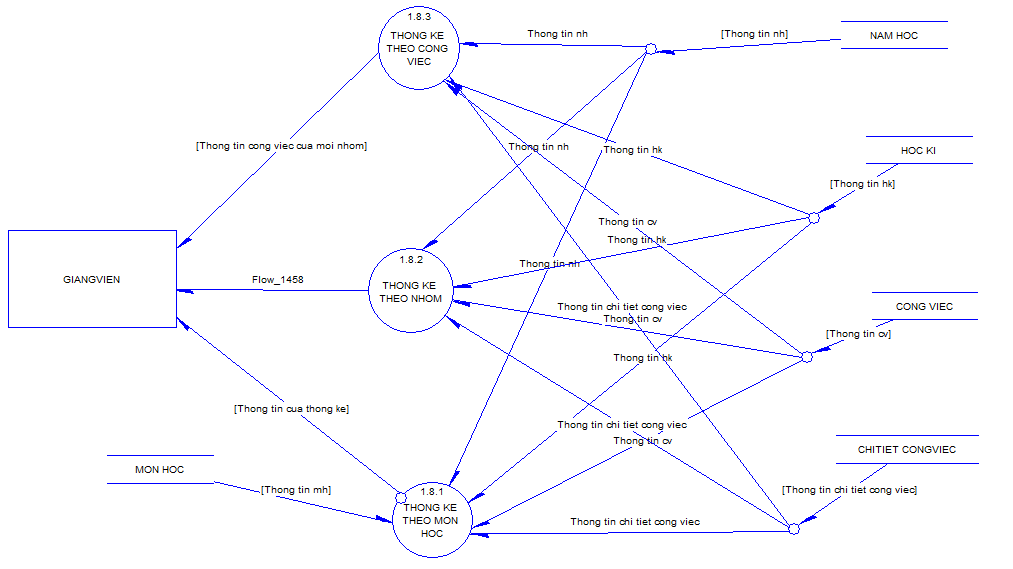 1.8.3
THONG KE
THEO CONG
VIEC
Thong tin nh
[Thong tin nh]
NAM HOC
[Thong tin cong viec cua moi nhom]
Thong tin nh
Thong tin hk
HOC KI
[Thong tin hk]
Thong tin cv
Thong tin hk
1.8.2
THONG KE
THEO NHOM
Thong tin nh
GIANGVIEN
Flow_1458
Thong tin chi tiet cong viec
Thong tin cv
CONG VIEC
[Thong tin cv]
Thong tin hk
[Thong tin cua thong ke]
Thong tin chi tiet cong viec
Thong tin cv
CHITIET CONGVIEC
MON HOC
[Thong tin mh]
[Thong tin chi tiet cong viec]
1.8.1
THONG KE
THEO MON
HOC
Thong tin chi tiet cong viec